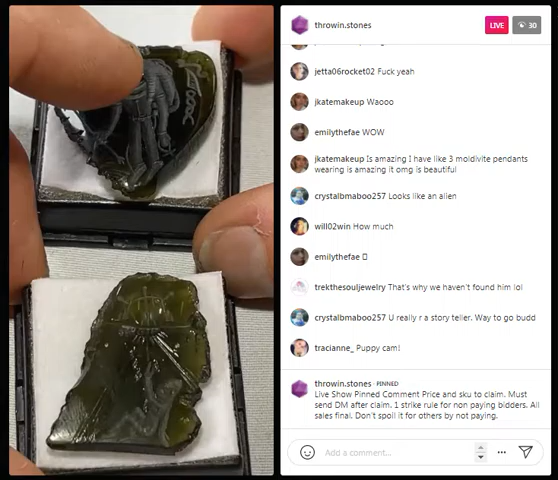 throwin.stones
LIVE
30
jetta06rocket02 Fuck yeah
jkatemakeup Waooo
emilythefae WOW
jkatemakeup Is amazing I have like 3 moldivite pendants
wearing is amazing it omg is beautiful
crystalbmaboo257 Looks like an alien
will02win How much
emilythefae
trekthesouljewelry That's why we haven't found him lol
crystalbmaboo257 U really r a story teller. Way to go budd
tracianne_ Puppy cam!
throwin.stones · PINNED
Live Show Pinned Comment Price and sku to claim. Must
send DM after claim. 1 strike rule for non paying bidders. All
sales final. Don't spoil it for others by not paying.
Add a comment...